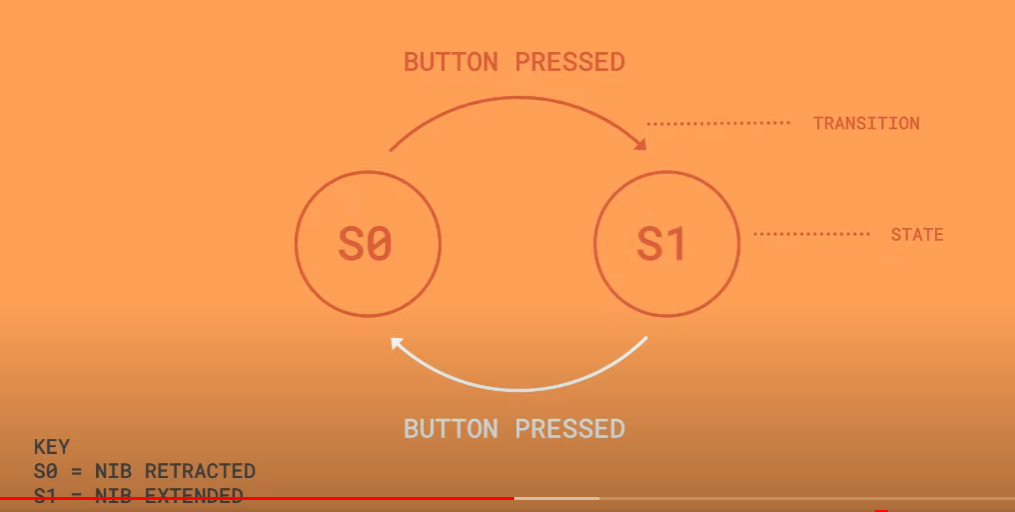 BUTTON PRESSED
TRANSITION
S0
S1
STATE
BUTTON PRESSED
KEY
S0 = NIB RETRACTED
S1 = NIB EXTENDED